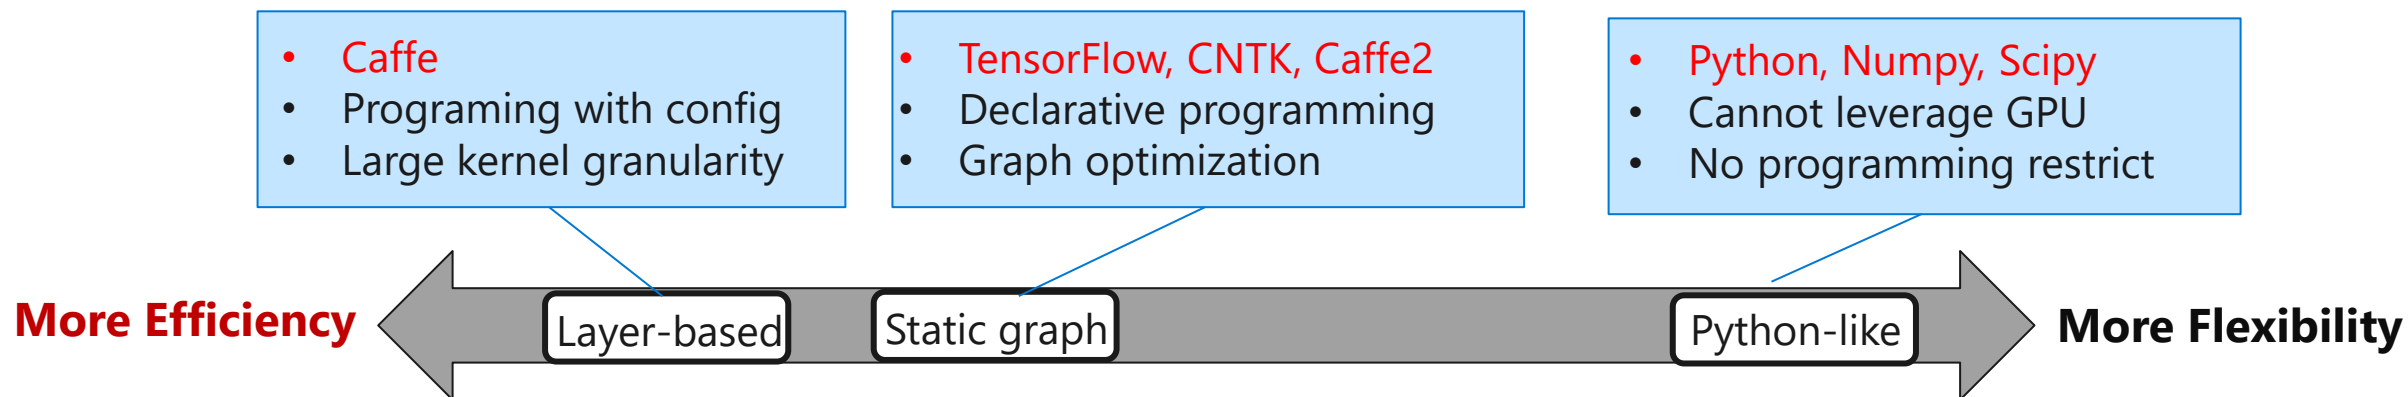 • Caffe
• Programing with config
• Large kernel granularity
• TensorFlow, CNTK, Caffe2
• Declarative programming
• Graph optimization
• Python, Numpy, Scipy
• Cannot leverage GPU
• No programming restrict
More Efficiency
Layer-based
Static graph
Python-like
More Flexibility